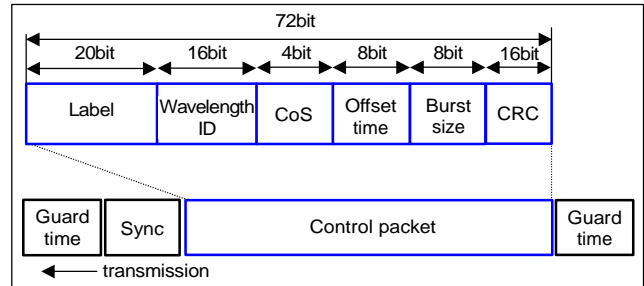 72bit
20bit 16bit 4bit 8bit 8bit 16bit
Label Wavelength ID CoS Offset time Burst size CRC
Guard time Sync Control packet Guard time
transmission